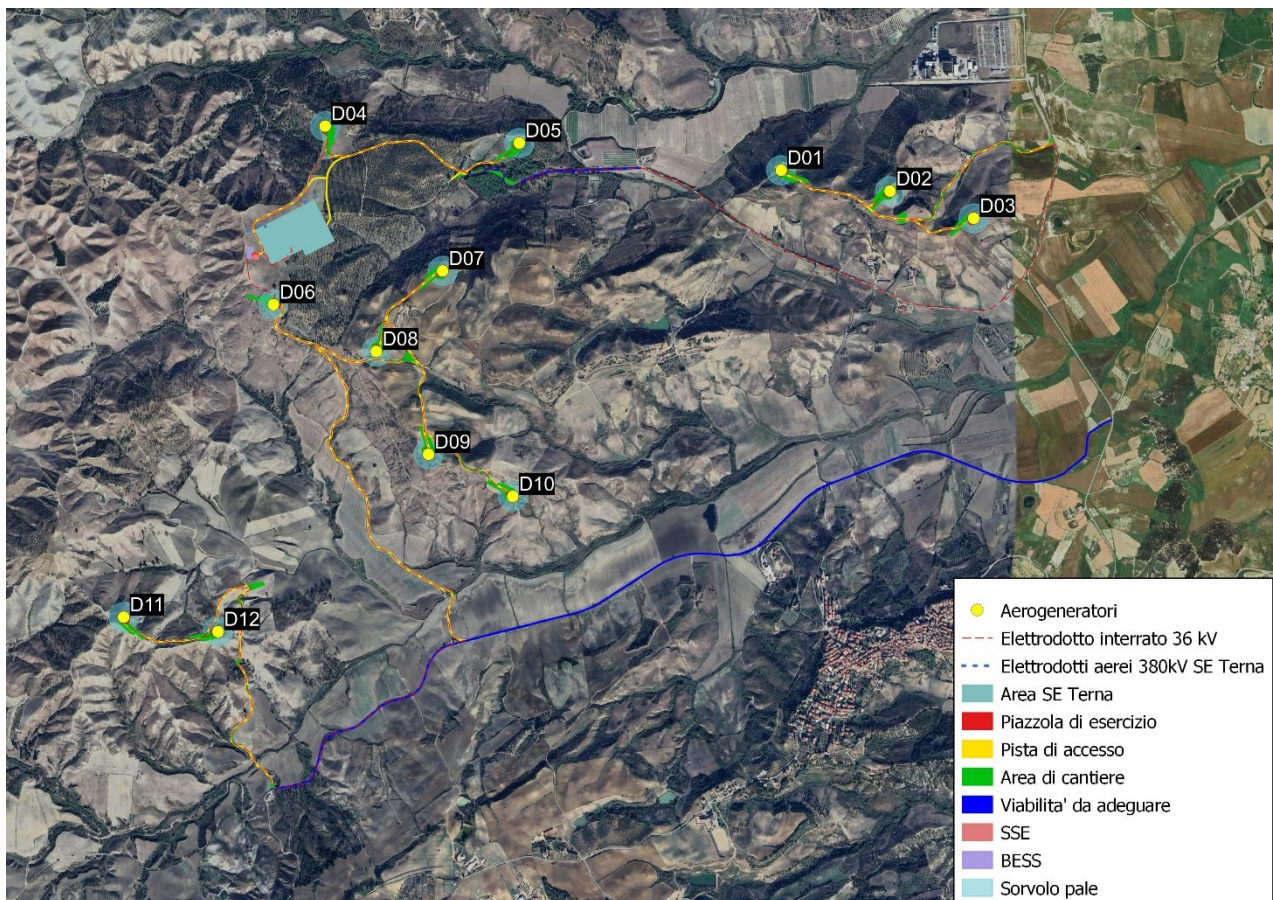 D04
D05
D01
D02
D03
D07
D06
D08
D09
D10
D11
D12
Aerogeneratori
Elettrodotto interrato 36 kV
Elettrodotti aerei 380kV SE Terna
Area SE Terna
Piazzola di esercizio
Pista di accesso
Area di cantiere
Viabilita' da adeguare
SSE
BESS
Sorvolo pale